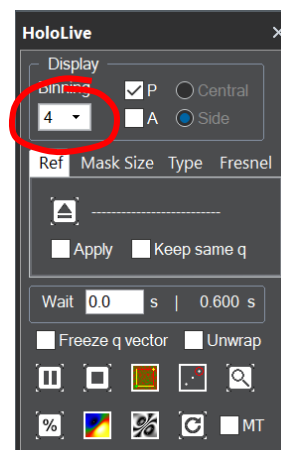 HoloLive ×
Display
Binning P Central
4 A Side
Ref Mask Size Type Fresnel
--------------------------
Apply Keep same q
Wait 0.0 s | 0.600 s
Freeze q vector Unwrap
% % C MT